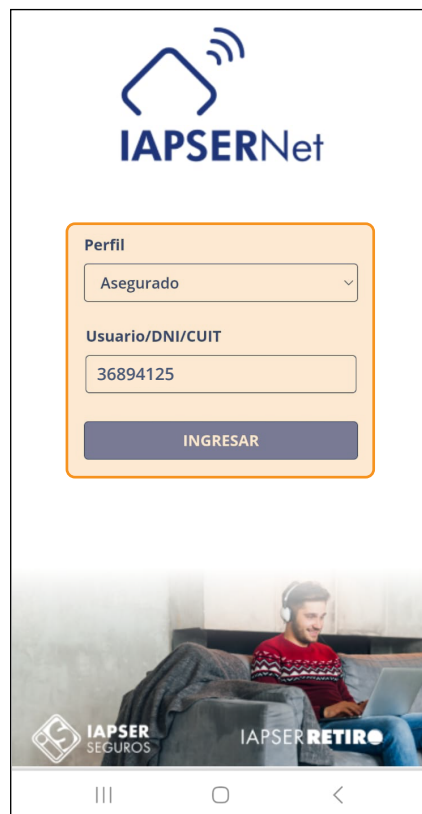 IAPSERNet
Perfil
Asegurado
Usuario/DNI/CUIT
36894125
INGRESAR
IAPSER
SEGUROS
IAPSER RETIRO